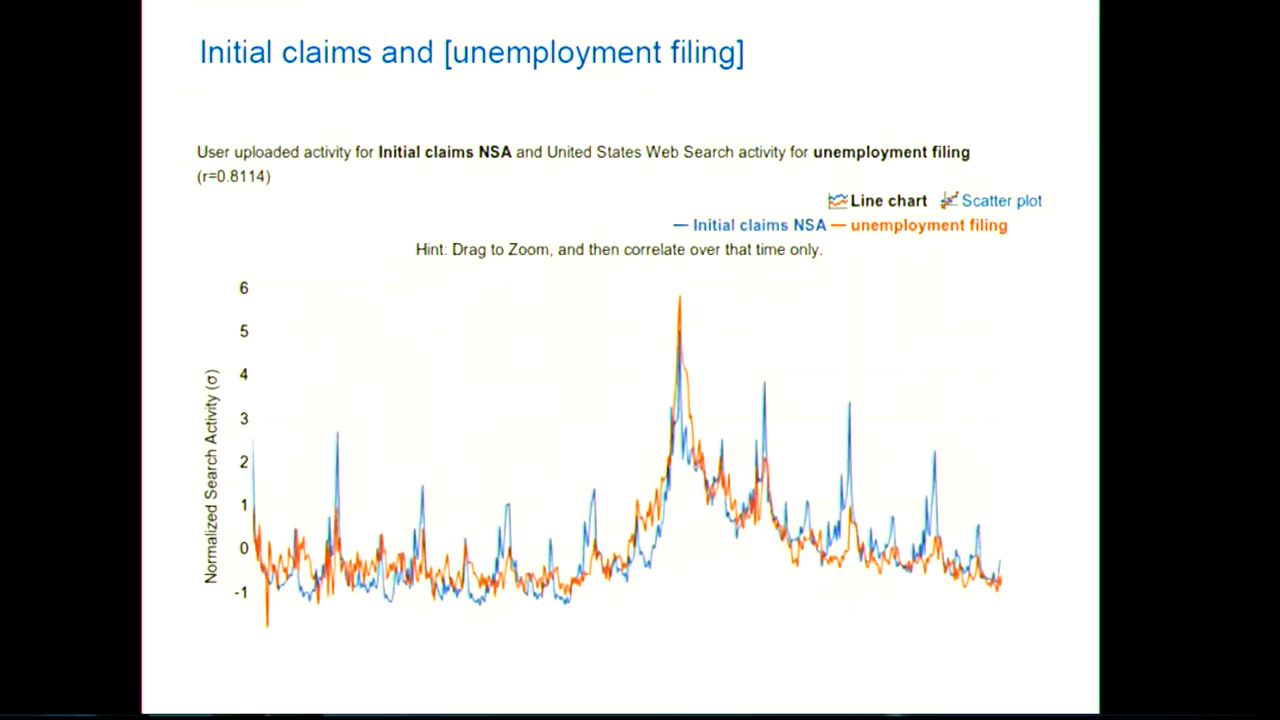 Initial claims and [unemployment filing]
User uploaded activity for Initial claims NSA and United States Web Search activity for unemployment filing
(r=0.8114)
Line chart Scatter plot
Initial claims NSA unemployment filing
Hint: Drag to Zoom, and then correlate over that time only.
Normalized Search Activity (σ)
6
5
4
3
2
1
0
-1